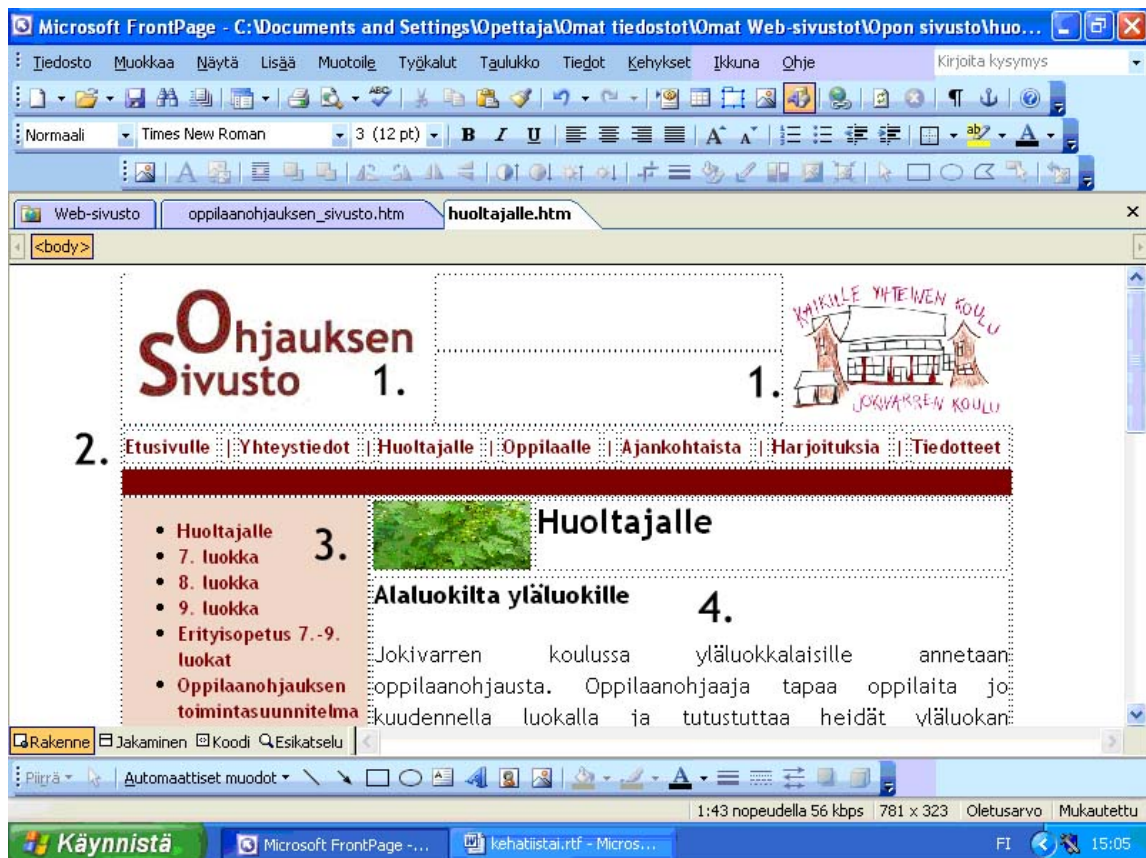 Microsoft FrontPage - C:\Documents and Settings\Opettaja\Omat tiedostot\Omat Web-sivustot\Opon sivusto\huo...
Tiedosto Muokkaa Näytä Lisää Muotoile Työkalut Taulukko Tiedot Kehykset Ikkuna Ohje Kirjoita kysymys
Normaali Times New Roman 3 (12 pt) B I U A A ab A
A
Web-sivusto oppilaanohjauksen_sivusto.htm huoltajalle.htm
<body>
Ohjauksen
Sivusto
1.
1.
KAIKILLE YHTEINEN KOULU
JOKIVARREN KOULU
2.
Etusivulle | Yhteystiedot | Huoltajalle | Oppilaalle | Ajankohtaista | Harjoituksia | Tiedotteet
Huoltajalle
7. luokka
8. luokka
9. luokka
Erityisopetus 7.-9.
luokat
Oppilaanohjauksen
toimintasuunnitelma
3.
Huoltajalle
Alaluokilta yläluokille
4.
Jokivarren koulussa yläluokkalaisille annetaan
oppilaanohjausta. Oppilaanohjaaja tapaa oppilaita jo
kuudennella luokalla ja tutustuttaa heidät yläluokan
Rakenne Jakaminen Koodi Esikatselu
Piirrä Automaattiset muodot A A
1:43 nopeudella 56 kbps 781 x 323 Oletusarvo Mukautettu
Käynnistä Microsoft FrontPage -... kehatiistai.rtf - Micros... FI 15:05